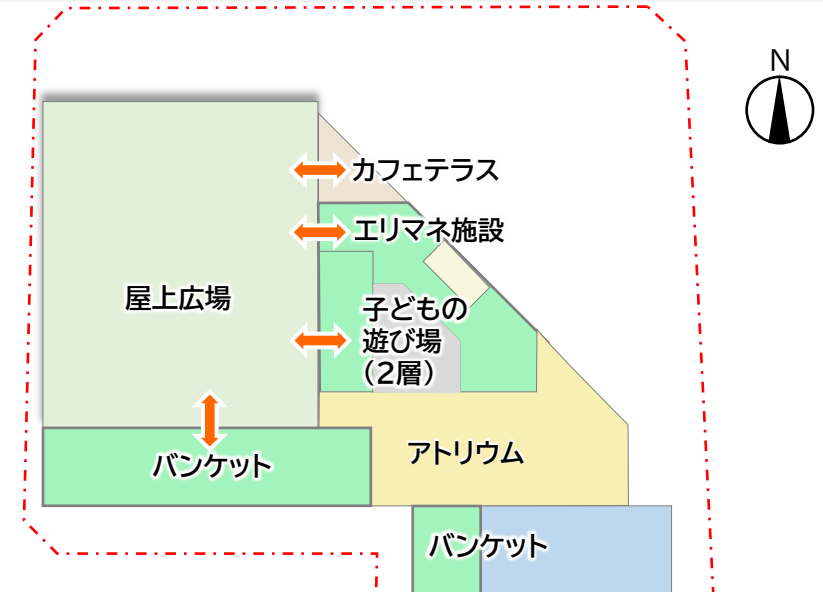 N
カフェテラス
エリマネ施設
屋上広場
子どもの
遊び場
（2層）
アトリウム
バンケット
バンケット